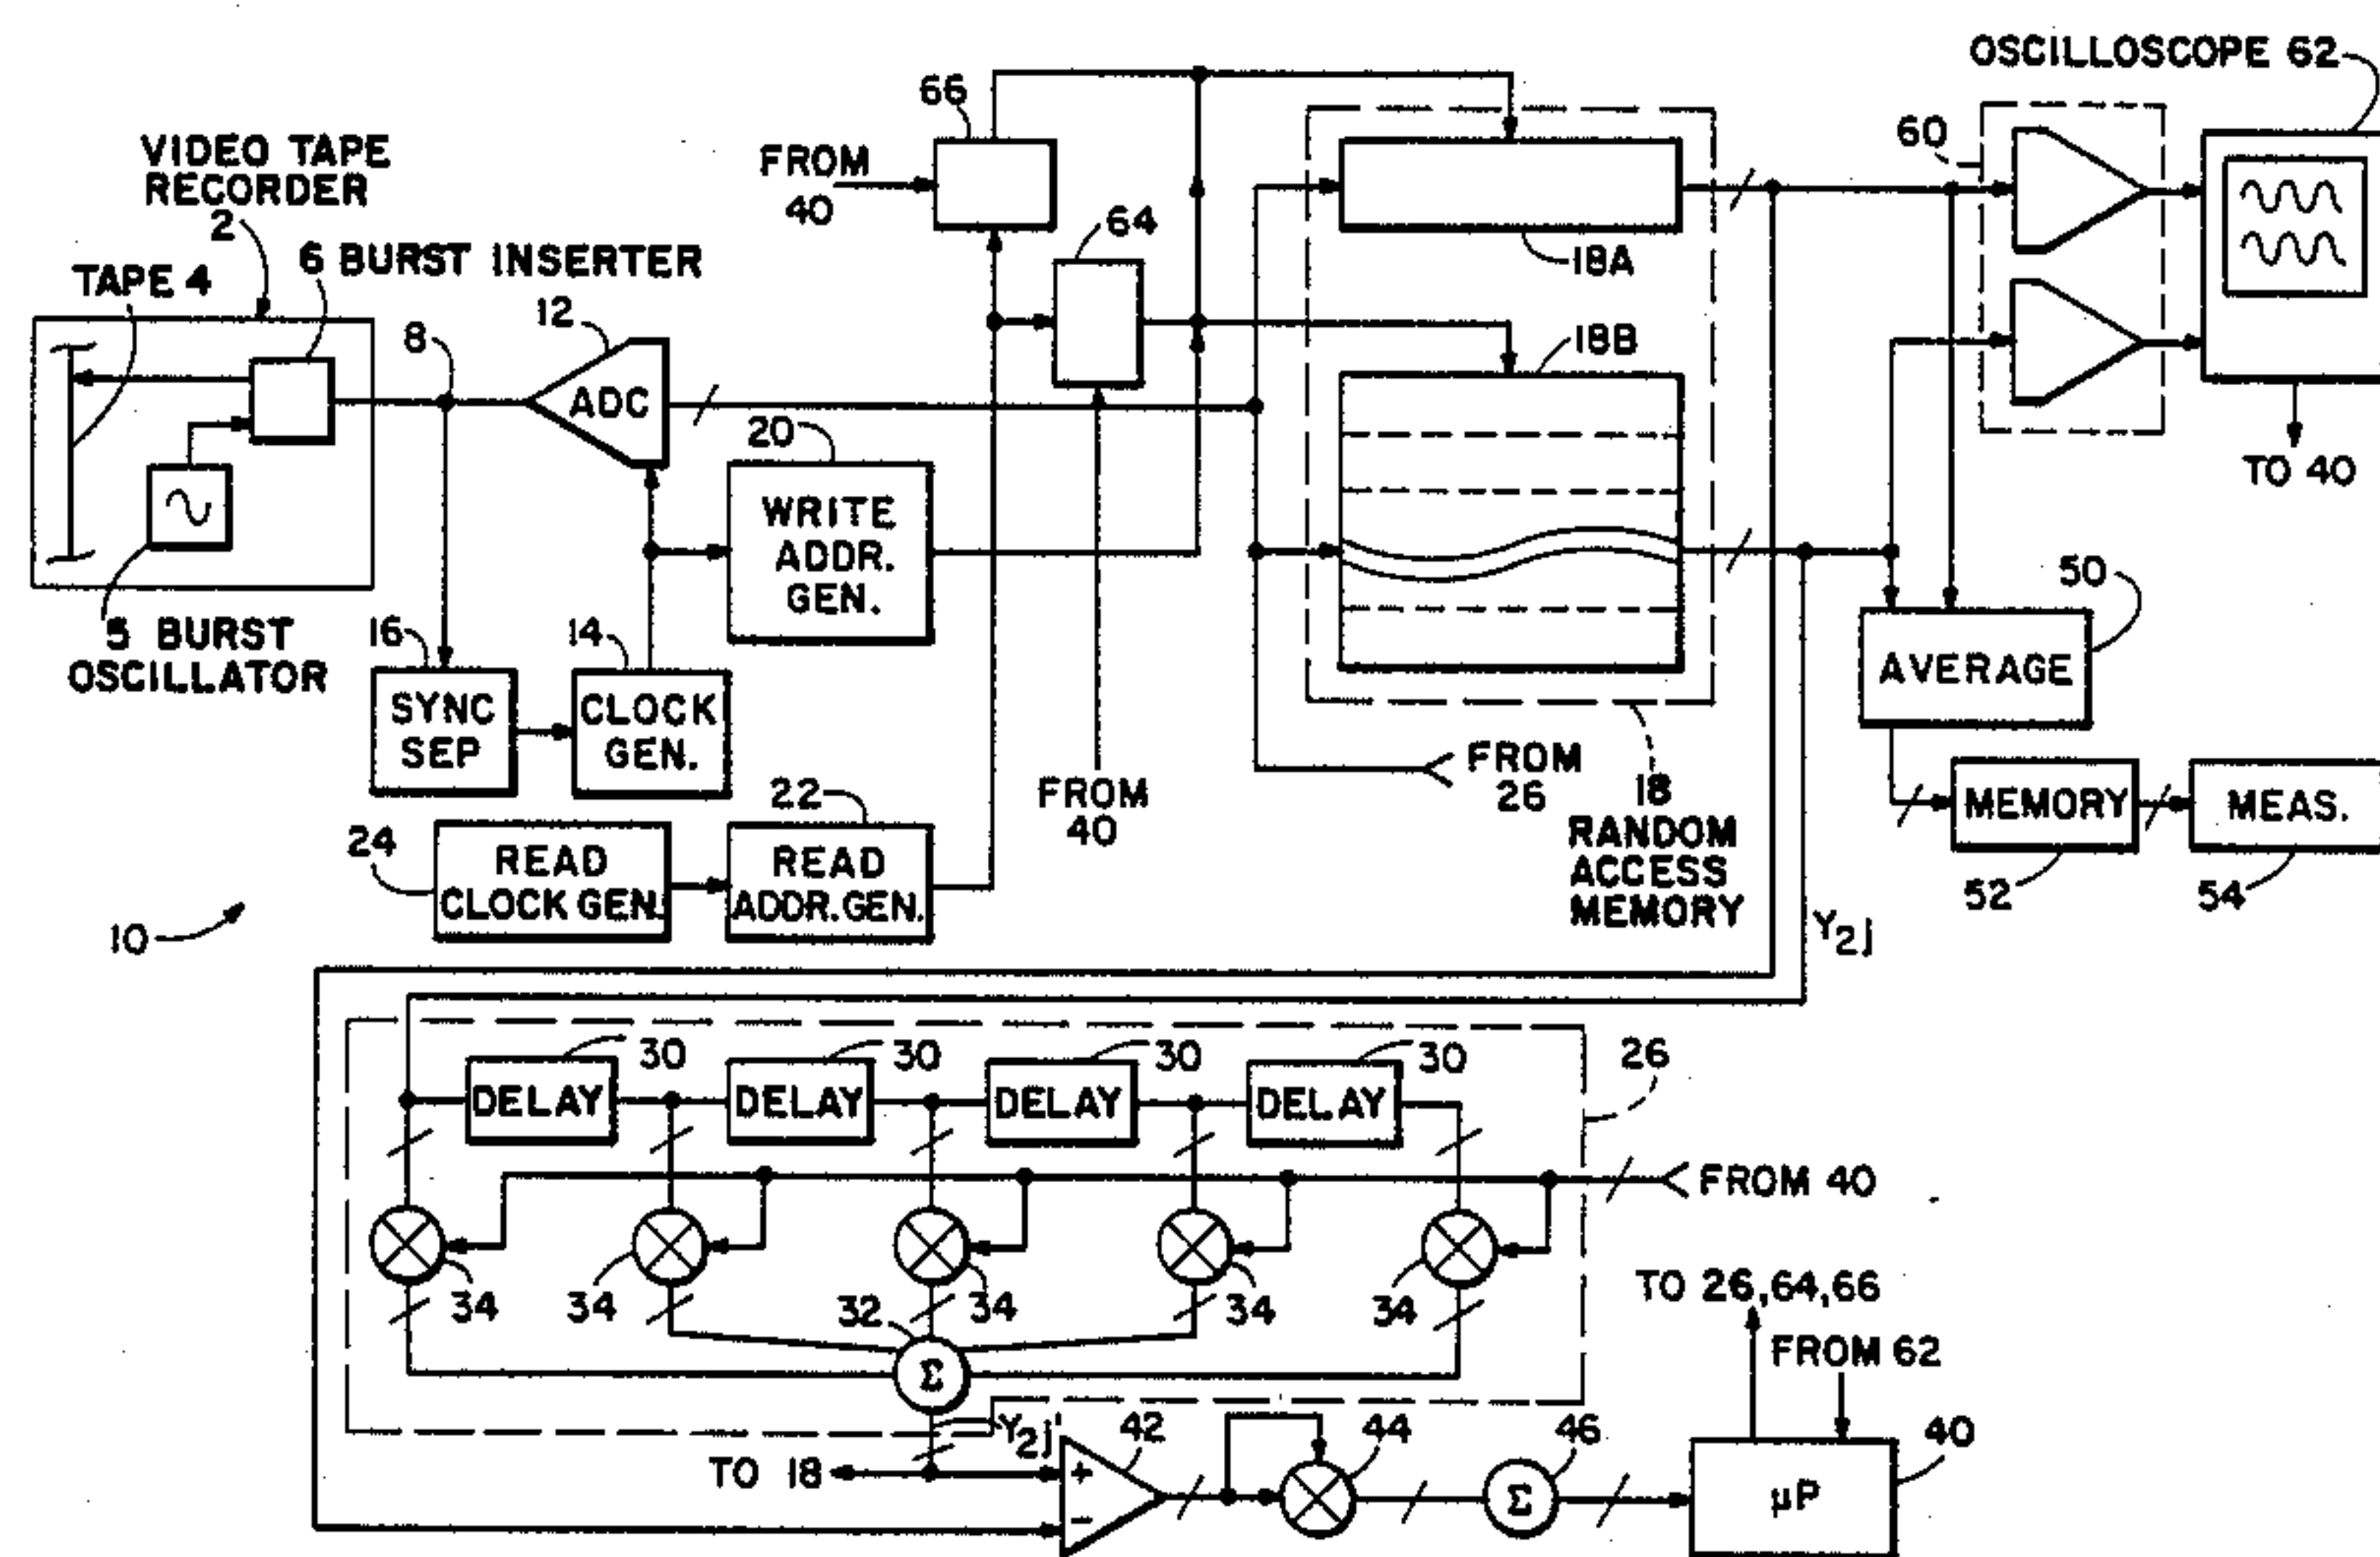 OSCILLOSCOPE 62
66
VIDEO TAPE
RECORDER
2
FROM
40
60
64
18A
6 BURST INSERTER
TAPE 4
12
8
18B
ADC
20
TO 40
WRITE
ADDR.
GEN.
50
5 BURST
OSCILLATOR
16
14
AVERAGE
SYNC
SEP
CLOCK
GEN.
FROM
40
FROM
26
18
RANDOM
ACCESS
MEMORY
MEMORY
MEAS.
22
24
READ
CLOCK GEN.
READ
ADDR. GEN.
52
54
10
Y2j
30
30
30
30
26
DELAY
DELAY
DELAY
DELAY
FROM 40
34
34
34
34
34
32
TO 26,64,66
FROM 62
Σ
Y2j'
42
44
46
40
TO 18
+
−
Σ
μP